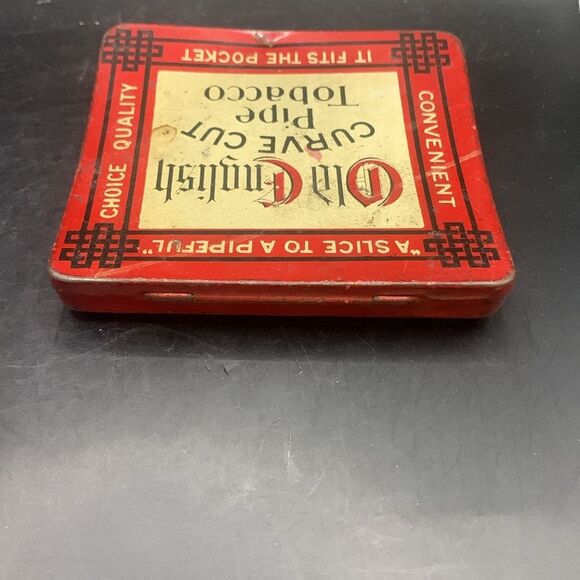 "A SLICE TO A PIPEFUL"
CHOICE QUALITY
Old English
CURVE CUT
Pipe
Tobacco
CONVENIENT
IT FITS THE POCKET